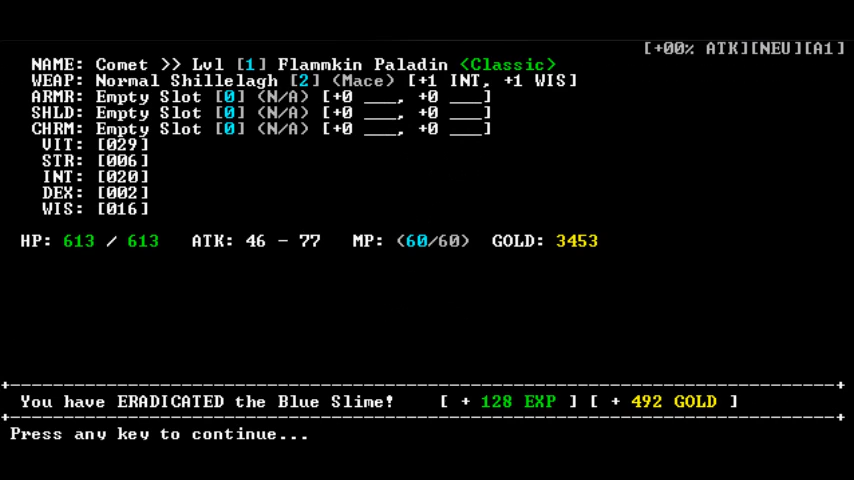 [+00% ATK][NEU][A1]
NAME: Comet >> Lvl [1] Flammkin Paladin <Classic>
WEAP: Normal Shillelagh [2] (Mace) [+1 INT, +1 WIS]
ARMR: Empty Slot [0] (N/A) [+0 ___, +0 ___]
SHLD: Empty Slot [0] (N/A) [+0 ___, +0 ___]
CHRM: Empty Slot [0] (N/A) [+0 ___, +0 ___]
VIT: [029]
STR: [006]
INT: [020]
DEX: [002]
WIS: [016]
HP: 613 / 613 ATK: 46 - 77 MP: (60/60) GOLD: 3453
You have ERADICATED the Blue Slime! [ + 128 EXP ] [ + 492 GOLD ]
Press any key to continue...